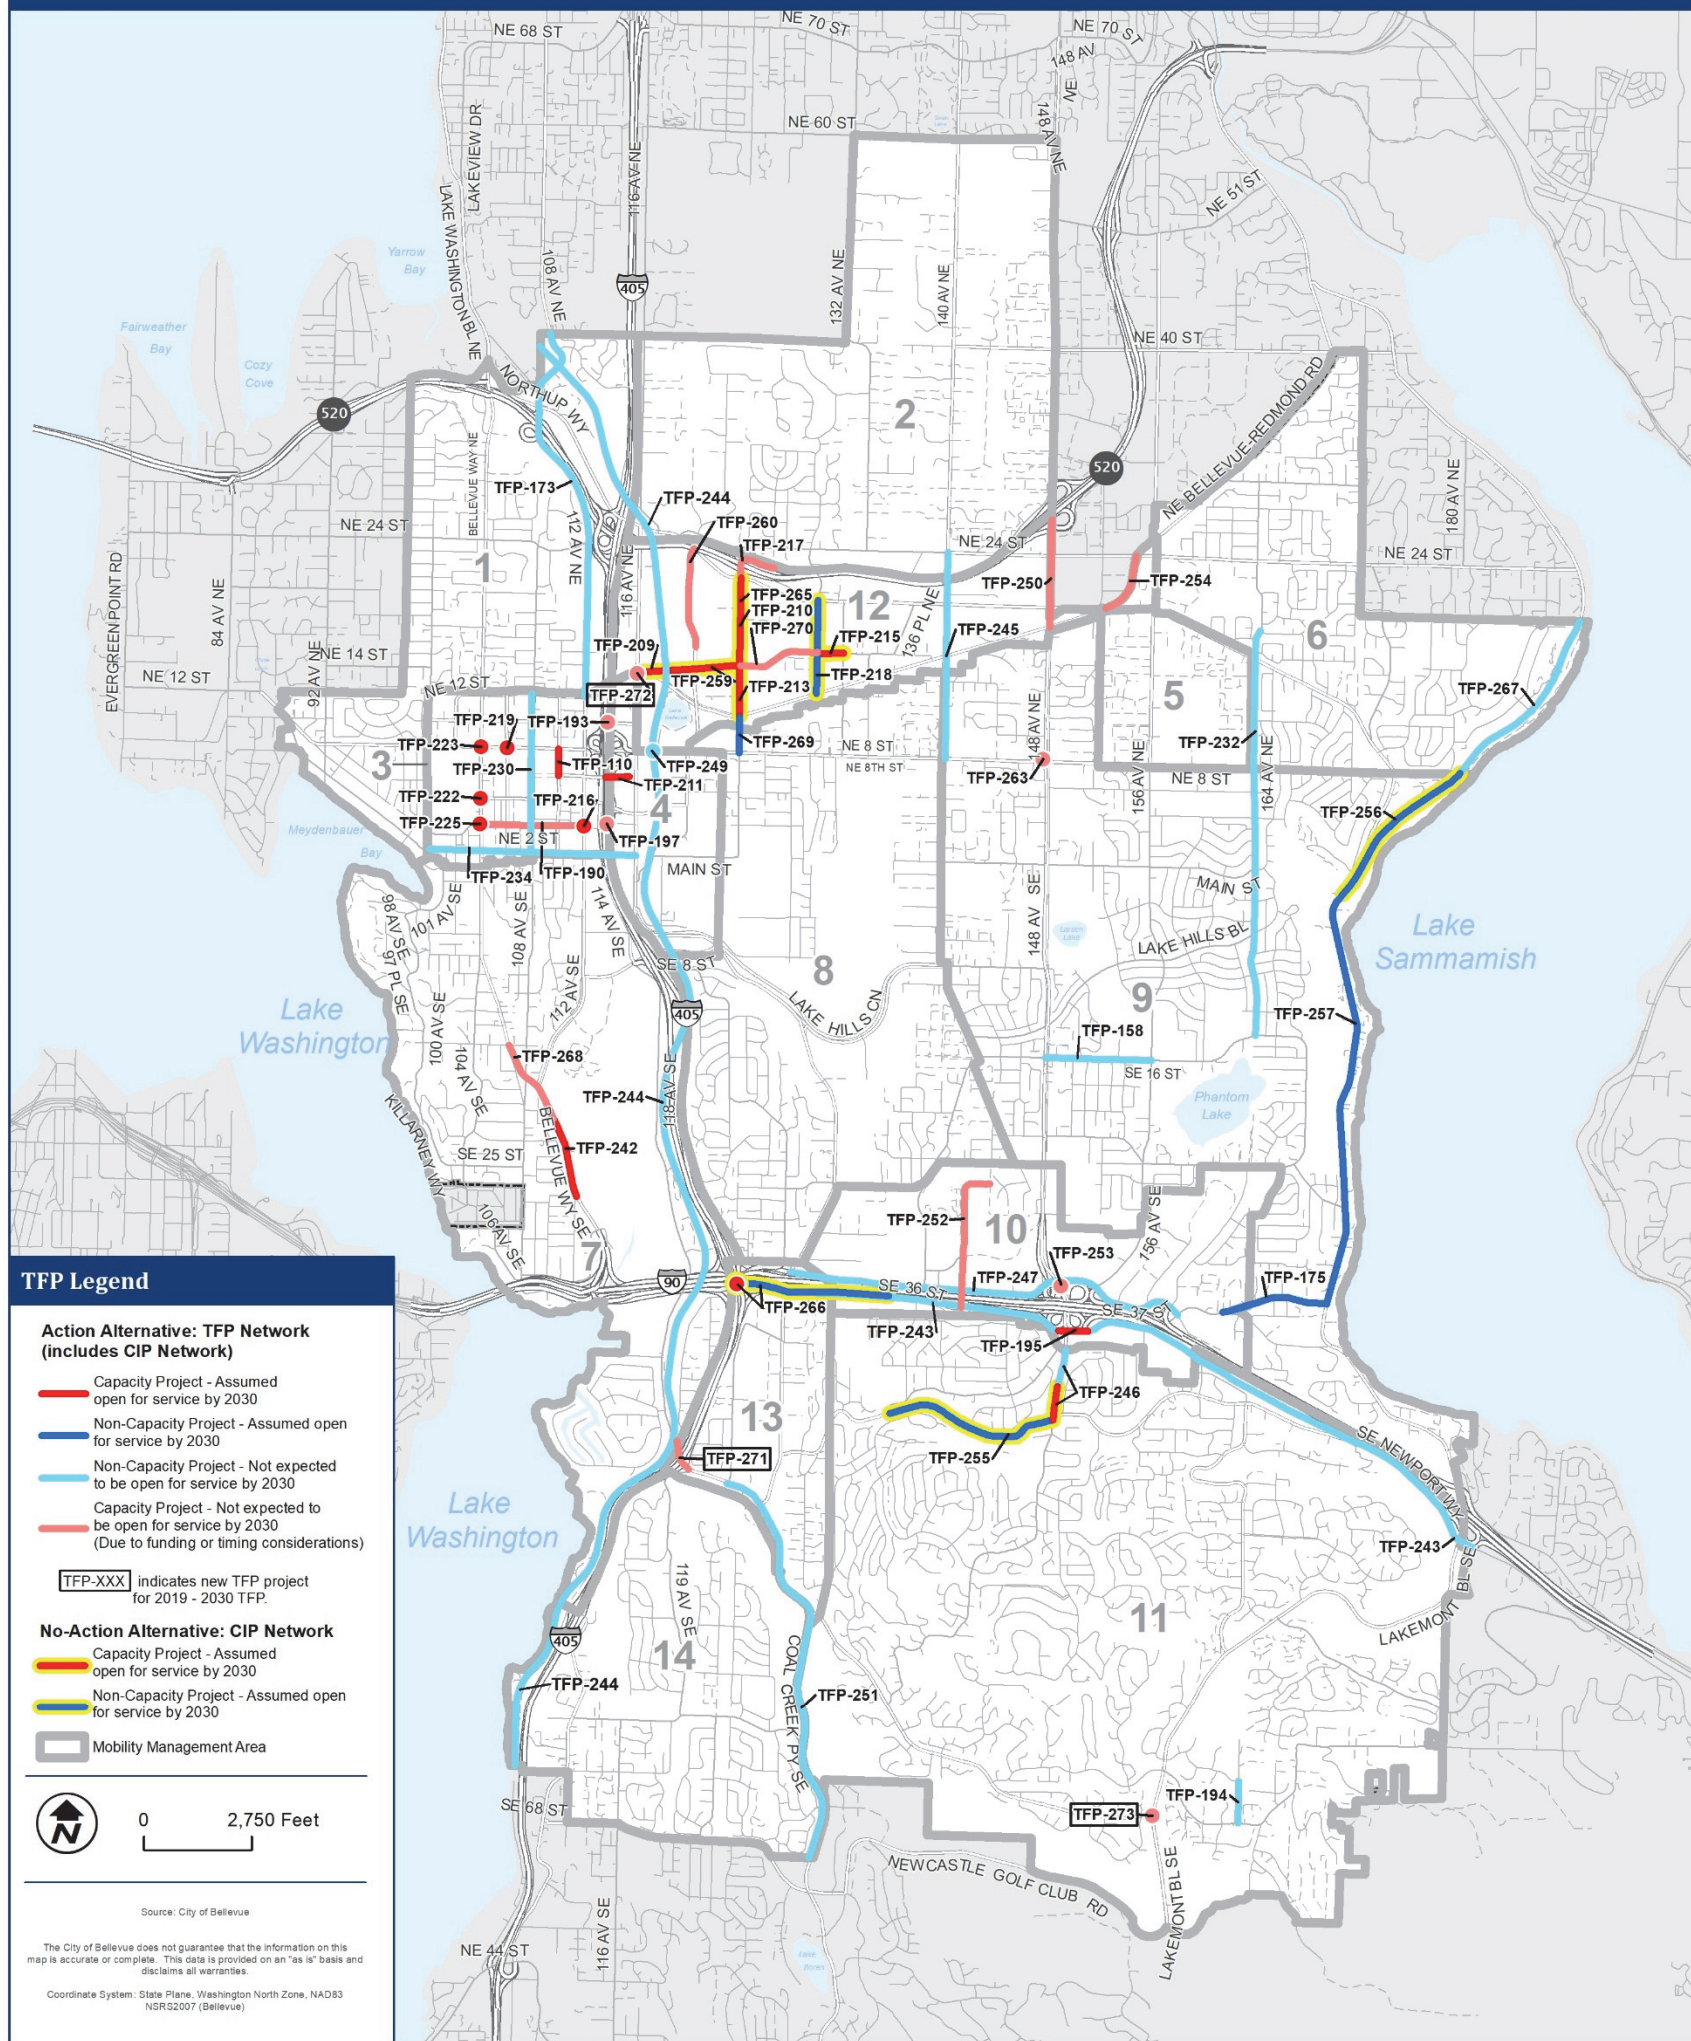 NE 68 ST
NE 70 ST
NE 70 ST
148 AV
VE
LAKEVIEW DR
116 AV NE
NE 60 ST
148 AV NE
NE 51 ST
LAKE WASHINGTON BL NE
Yarrow
Bay
108 AV NE
405
132 AV NE
140 AV NE
Fairweather
Bay
NE 40 ST
Cozy
Cove
NORTHUP WY
NE BELLEVUE-REDMOND RD
520
2
520
BELLEVUE WAY NE
TFP-173
TFP-244
180 AV NE
NE 24 ST
112 AV NE
TFP-260
TFP-217
NE 24 ST
NE 24 ST
EVERGREEN POINT RD
1
116 AV NE
TFP-250
TFP-254
84 AV NE
TFP-265
12
TFP-210
136 PL NE
TFP-270
TFP-215
TFP-245
6
92 AV NE
NE 14 ST
TFP-209
NE 12 ST
NE 12 ST
TFP-259
TFP-218
TFP-272
TFP-213
5
TFP-267
TFP-219
TFP-193
148 AV NE
TFP-223
TFP-269
NE 8 ST
TFP-232
3
TFP-230
TFP-110
TFP-249
NE 8TH ST
TFP-263
156 AV NE
NE 8 ST
164 AV NE
TFP-211
TFP-222
TFP-216
4
TFP-256
TFP-225
NE 2 ST
TFP-197
Meydenbauer
Bay
MAIN ST
TFP-234
TFP-190
MAIN ST
98 AV SE
101 AV SE
108 AV SE
114 AV SE
148 AV SE
Larsen
Lake
LAKE HILLS BL
Lake
Sammamish
97 PL SE
SE 8 ST
8
112 AV SE
LAKE HILLS CN
9
Lake
Washington
405
TFP-257
100 AV SE
TFP-158
104 AV SE
TFP-268
SE 16 ST
118 AV SE
TFP-244
Phantom
Lake
KILLARNEY WY
BELLEVUE WY SE
SE 25 ST
TFP-242
156 AV SE
106 AV SE
TFP-252
10
7
TFP-253
90
SE 36 ST
TFP-247
TFP-175
TFP-266
SE 37 ST
TFP-243
TFP-195
TFP-246
13
TFP-255
TFP-271
SE NEWPORT WY
Lake
Washington
TFP-243
BL SE
119 AV SE
11
LAKEMONT
405
14
COAL CREEK PY SE
TFP-244
TFP-251
TFP-194
SE 68 ST
TFP-273
NEWCASTLE GOLF CLUB RD
LAKEMONT BL SE
116 AV SE
NE 44 ST
TFP Legend
Action Alternative: TFP Network
(includes CIP Network)
Capacity Project - Assumed
open for service by 2030
Non-Capacity Project - Assumed open
for service by 2030
Non-Capacity Project - Not expected
to be open for service by 2030
Capacity Project - Not expected to
be open for service by 2030
(Due to funding or timing considerations)
TFP-XXX indicates new TFP project
for 2019 - 2030 TFP.
No-Action Alternative: CIP Network
Capacity Project - Assumed
open for service by 2030
Non-Capacity Project - Assumed open
for service by 2030
Mobility Management Area
N
0 2,750 Feet
Source: City of Bellevue
The City of Bellevue does not guarantee that the information on this
map is accurate or complete. This data is provided on an "as is" basis and
disclaims all warranties.
Coordinate System: State Plane, Washington North Zone, NAD83
NSRS2007 (Bellevue)